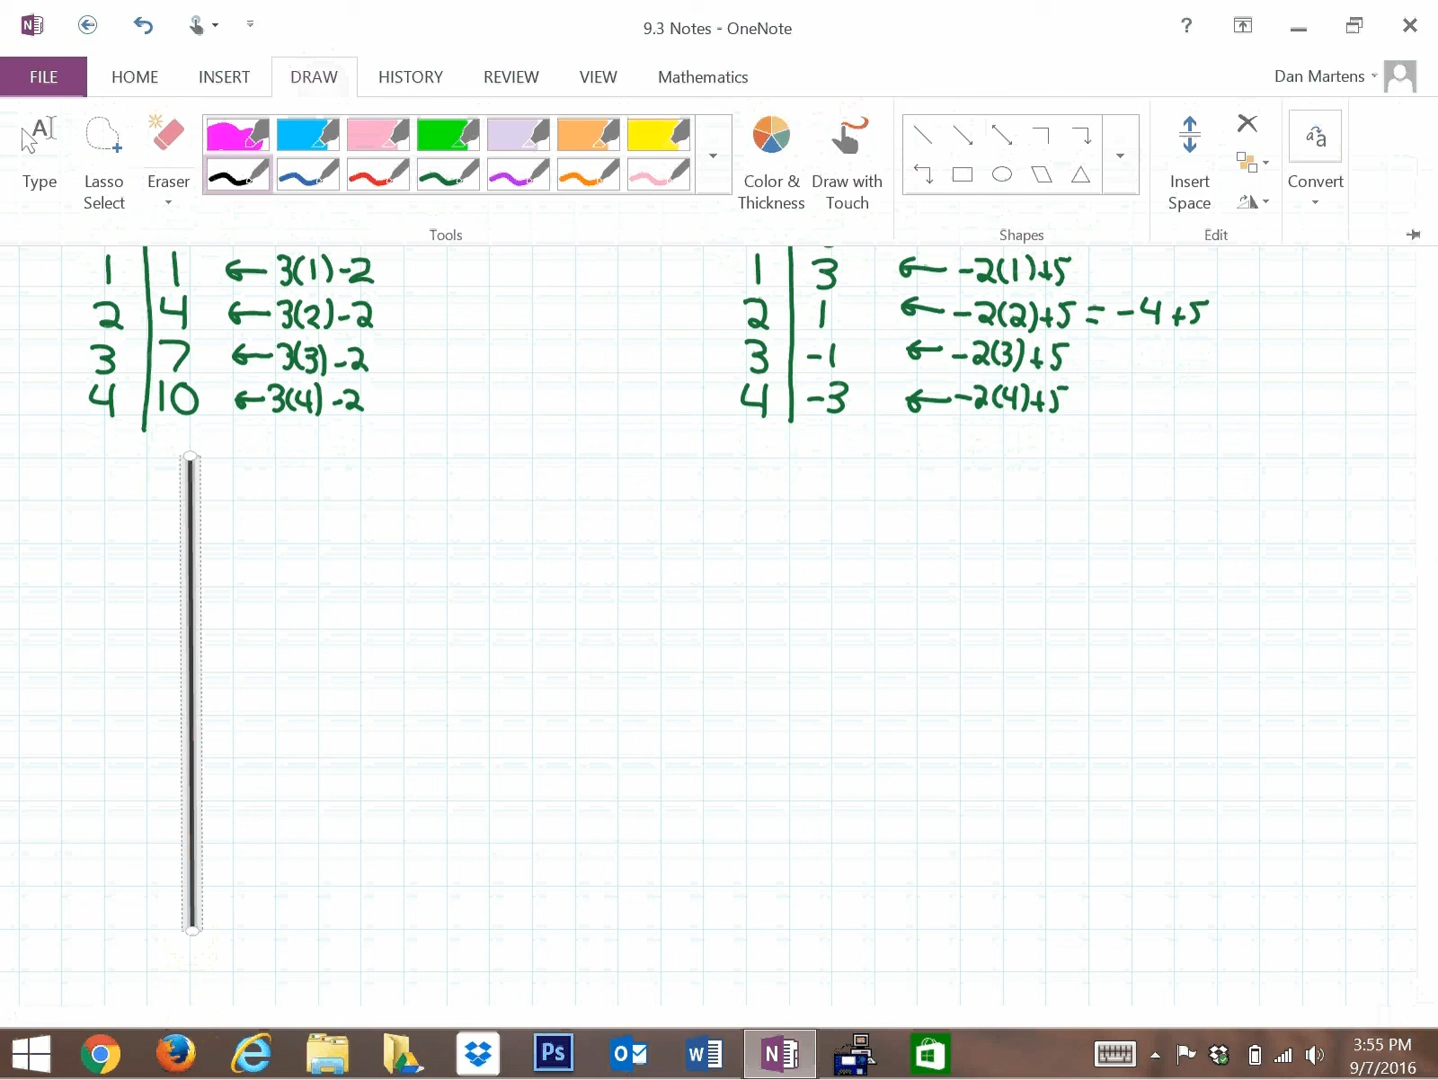 9.3 Notes - OneNote
?
FILE HOME INSERT DRAW HISTORY REVIEW VIEW Mathematics
Dan Martens
Type
Lasso Select
Eraser
Color & Thickness
Draw with Touch
Insert Space
Convert
Tools
Shapes
Edit
1 1 ← 3(1)-2
2 4 ← 3(2)-2
3 7 ← 3(3)-2
4 10 ← 3(4)-2
1 3 ← -2(1)+5
2 1 ← -2(2)+5 = -4+5
3 -1 ← -2(3)+5
4 -3 ← -2(4)+5
Ps
3:55 PM
9/7/2016